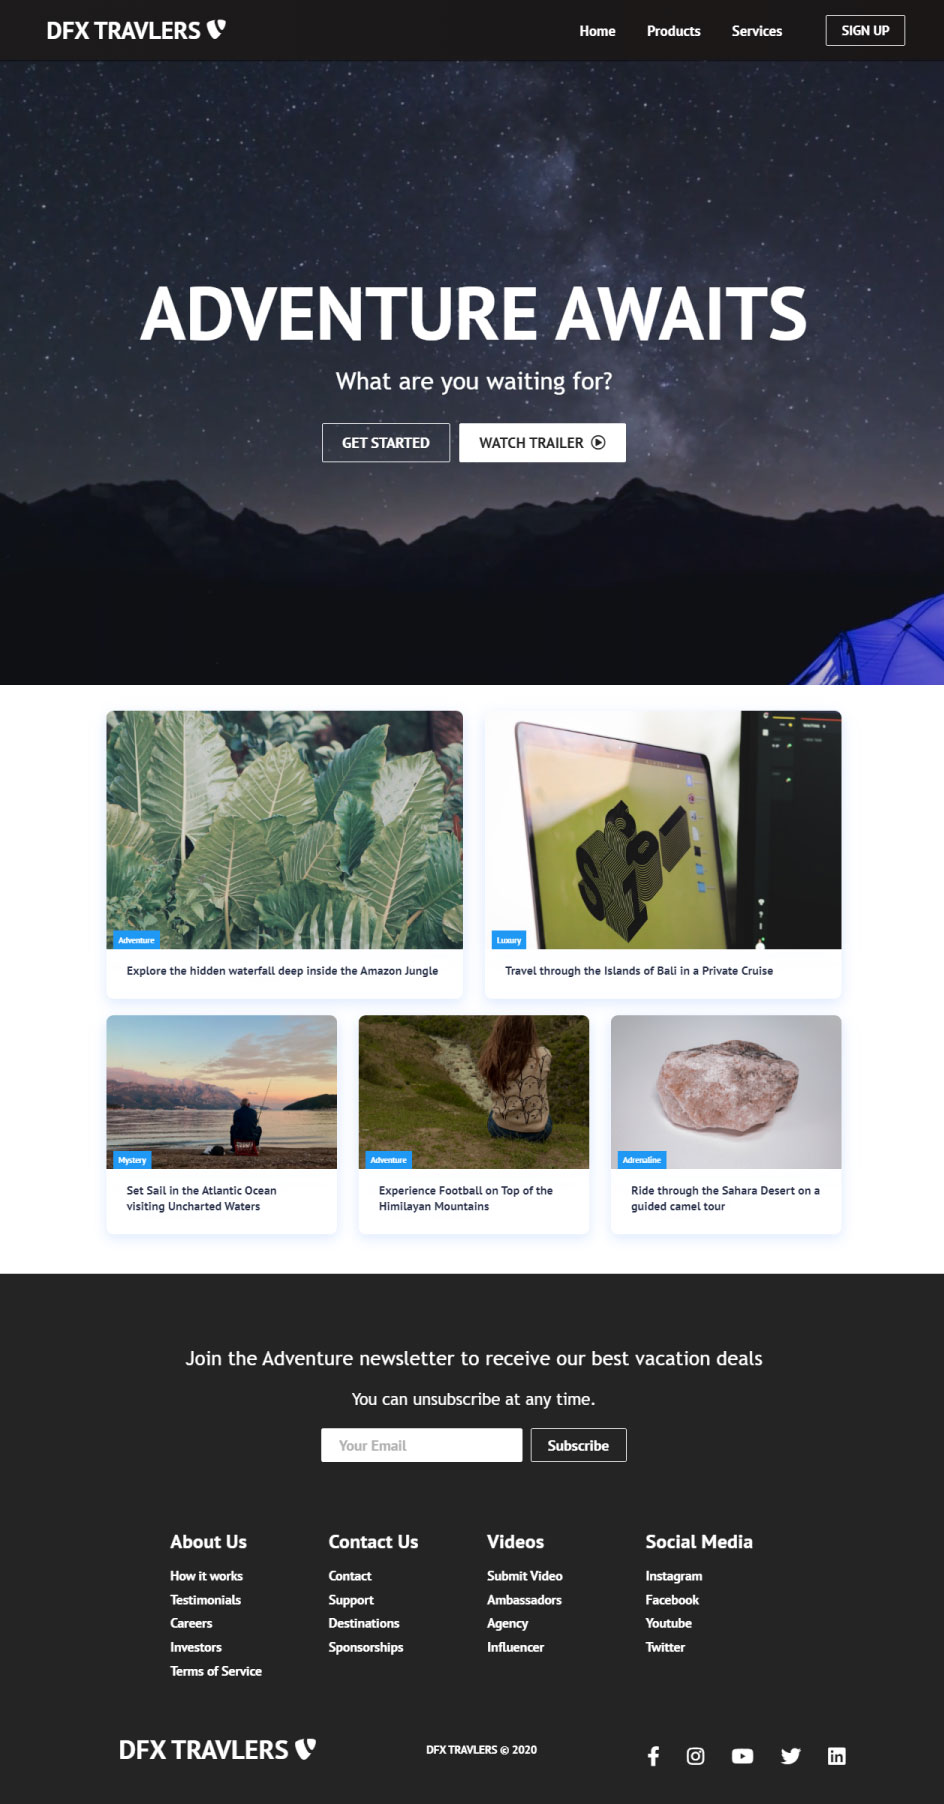 DFX TRAVLERS
Home
Products
Services
SIGN UP
ADVENTURE AWAITS
What are you waiting for?
GET STARTED
WATCH TRAILER
Adventure
Explore the hidden waterfall deep inside the Amazon Jungle
Luxury
Travel through the Islands of Bali in a Private Cruise
Mystery
Set Sail in the Atlantic Ocean
visiting Uncharted Waters
Adventure
Experience Football on Top of the
Himilayan Mountains
Adrenaline
Ride through the Sahara Desert on a
guided camel tour
Join the Adventure newsletter to receive our best vacation deals
You can unsubscribe at any time.
Your Email
Subscribe
About Us
How it works
Testimonials
Careers
Investors
Terms of Service
Contact Us
Contact
Support
Destinations
Sponsorships
Videos
Submit Video
Ambassadors
Agency
Influencer
Social Media
Instagram
Facebook
Youtube
Twitter
DFX TRAVLERS
DFX TRAVLERS © 2020